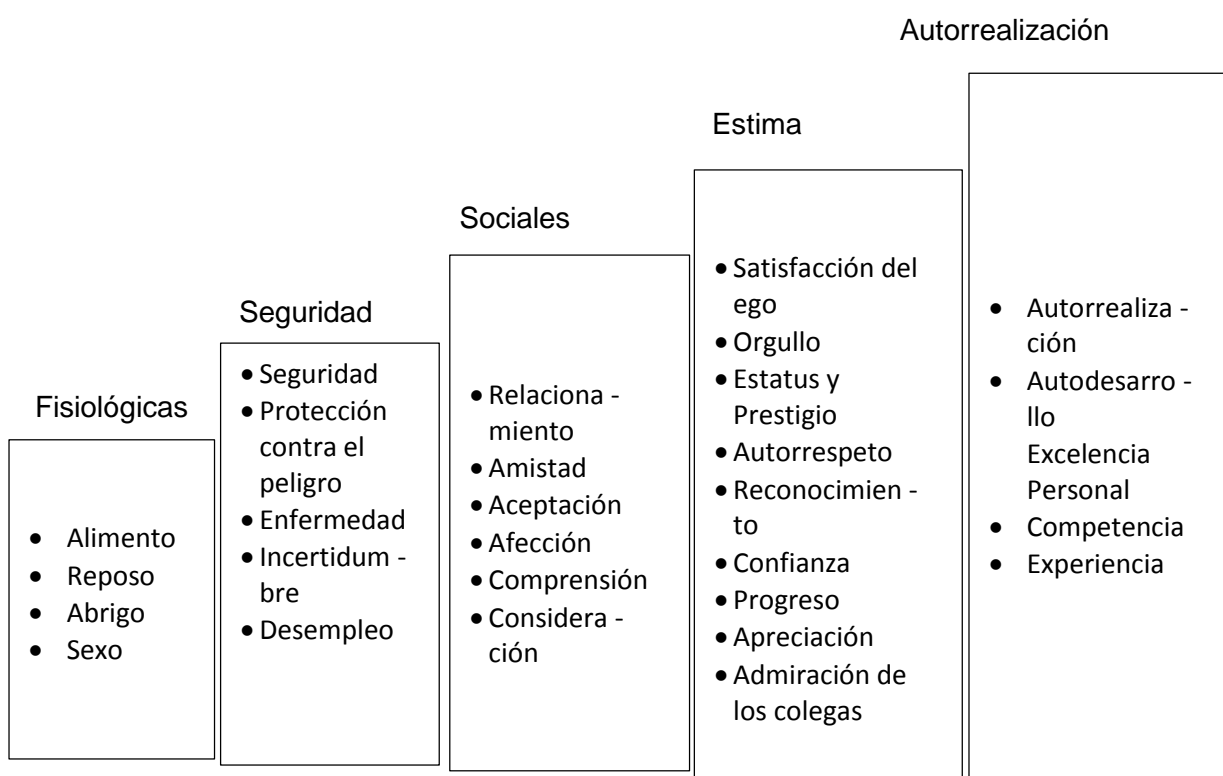 Fisiológicas
• Alimento
• Reposo
• Abrigo
• Sexo
Seguridad
• Seguridad
• Protección
contra el
peligro
• Enfermedad
• Incertidum -
bre
• Desempleo
Sociales
• Relaciona -
miento
• Amistad
• Aceptación
• Afección
• Comprensión
• Considera -
ción
Estima
• Satisfacción del
ego
• Orgullo
• Estatus y
Prestigio
• Autorrespeto
• Reconocimien -
to
• Confianza
• Progreso
• Apreciación
• Admiración de
los colegas
Autorrealización
• Autorrealiza -
ción
• Autodesarro -
llo
Excelencia
Personal
• Competencia
• Experiencia